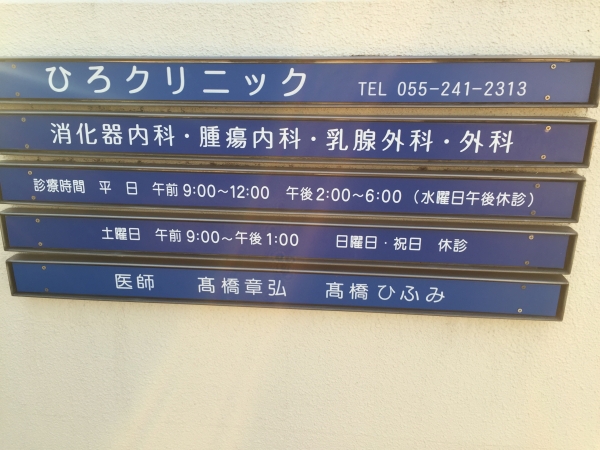 ひろクリニック TEL 055-241-2313
消化器内科・腫瘍内科・乳腺外科・外科
診療時間 平 日 午前 9:00〜12:00 午後 2:00〜6:00 (水曜日午後休診)
土曜日 午前 9:00〜午後 1:00 日曜日・祝日 休診
医師 髙橋章弘 髙橋ひふみ